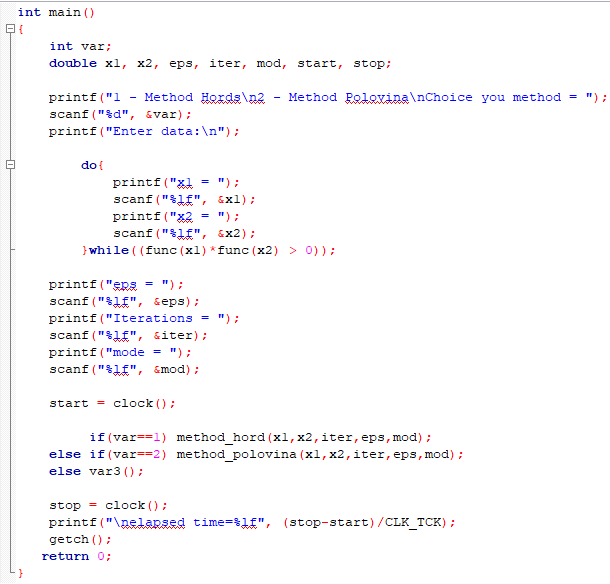 int main()
{
int var;
double x1, x2, eps, iter, mod, start, stop;
printf("1 - Method Hords\n2 - Method Polovina\nChoice you method = ");
scanf("%d", &var);
printf("Enter data:\n");
do{
printf("x1 = ");
scanf("%lf", &x1);
printf("x2 = ");
scanf("%lf", &x2);
}while((func(x1)*func(x2) > 0));
printf("eps = ");
scanf("%lf", &eps);
printf("Iterations = ");
scanf("%lf", &iter);
printf("mode = ");
scanf("%lf", &mod);
start = clock();
if(var==1) method_hord(x1,x2,iter,eps,mod);
else if(var==2) method_polovina(x1,x2,iter,eps,mod);
else var3();
stop = clock();
printf("\nelapsed time=%lf", (stop-start)/CLK_TCK);
getch();
return 0;
}